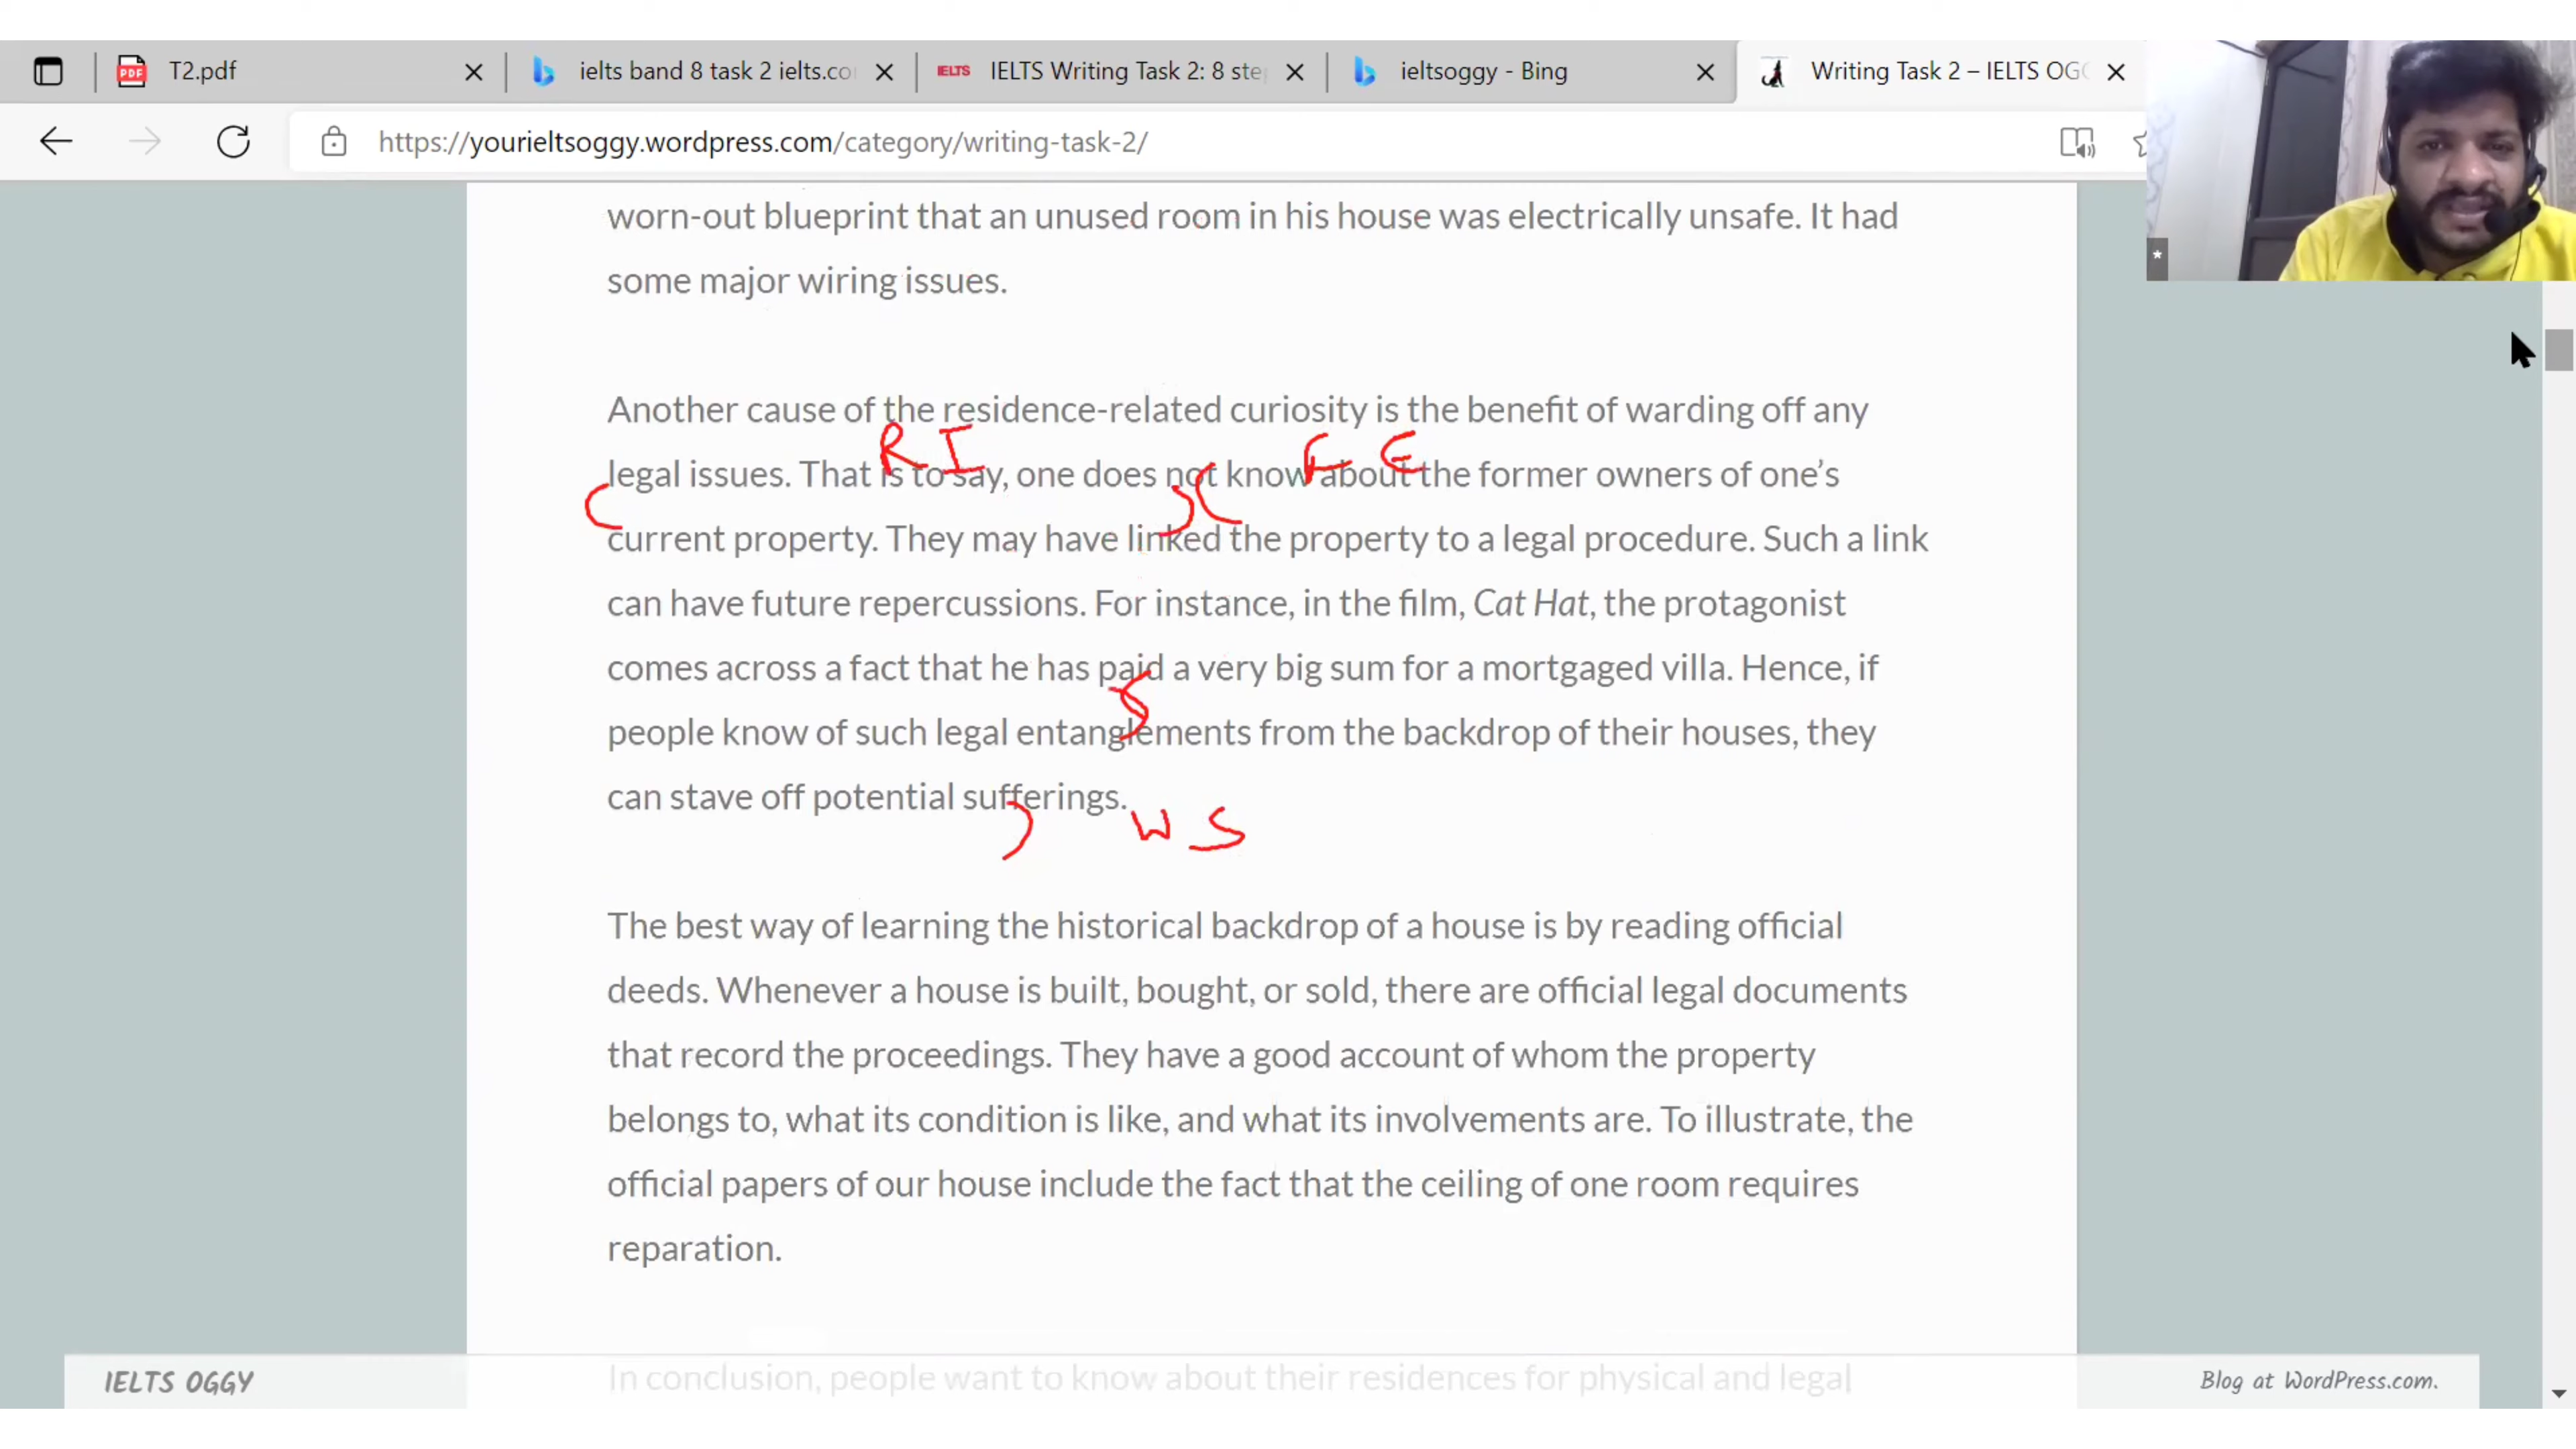 T2.pdf
ielts band 8 task 2 ielts.co
IELTS
IELTS Writing Task 2: 8 ste
ieltsoggy - Bing
Writing Task 2 – IELTS OG
https://yourieltsoggy.wordpress.com/category/writing-task-2/
worn-out blueprint that an unused room in his house was electrically unsafe. It had
some major wiring issues.
Another cause of the residence-related curiosity is the benefit of warding off any
R I
legal issues. That is to say, one does not know about the former owners of one's
current property. They may have linked the property to a legal procedure. Such a link
can have future repercussions. For instance, in the film, Cat Hat, the protagonist
comes across a fact that he has paid a very big sum for a mortgaged villa. Hence, if
people know of such legal entanglements from the backdrop of their houses, they
can stave off potential sufferings.
W S
The best way of learning the historical backdrop of a house is by reading official
deeds. Whenever a house is built, bought, or sold, there are official legal documents
that record the proceedings. They have a good account of whom the property
belongs to, what its condition is like, and what its involvements are. To illustrate, the
official papers of our house include the fact that the ceiling of one room requires
reparation.
In conclusion, people want to know about their residences for physical and legal
IELTS OGGY
Blog at WordPress.com.